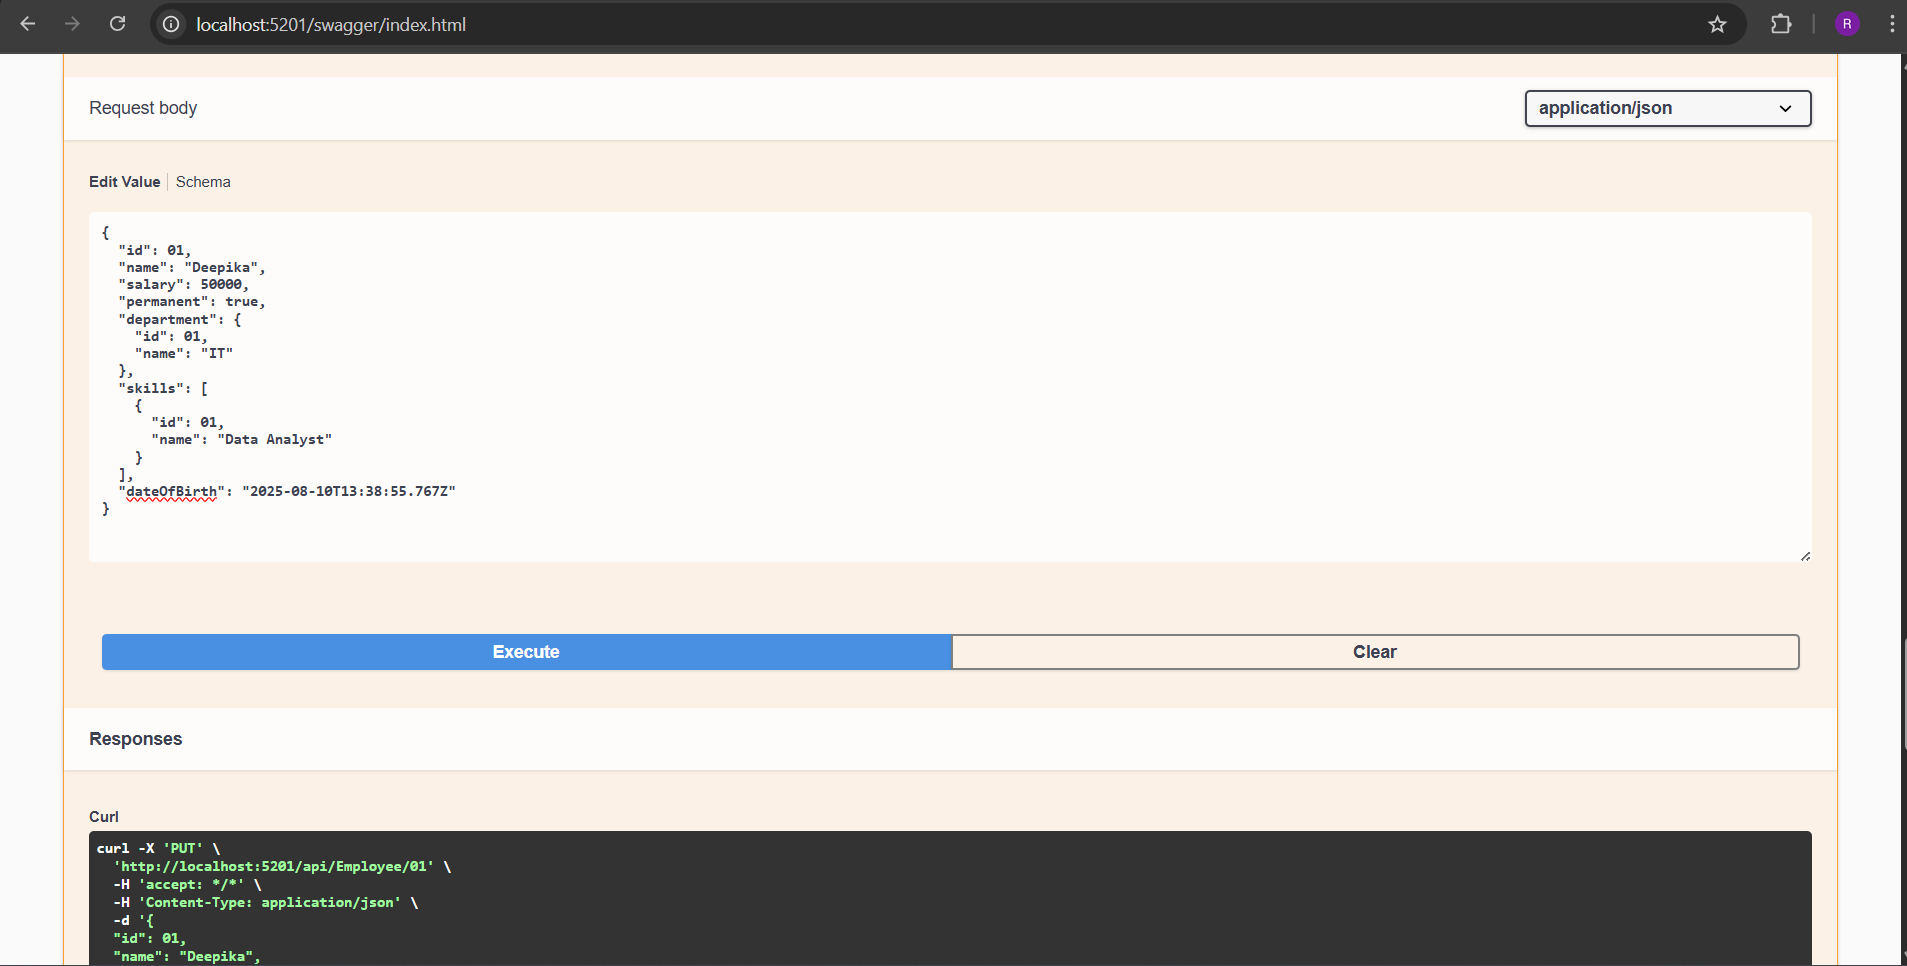 localhost:5201/swagger/index.html
R
Request body
application/json
Edit Value Schema
{
  "id": 01,
  "name": "Deepika",
  "salary": 50000,
  "permanent": true,
  "department": {
    "id": 01,
    "name": "IT"
  },
  "skills": [
    {
      "id": 01,
      "name": "Data Analyst"
    }
  ],
  "dateOfBirth": "2025-08-10T13:38:55.767Z"
}
Execute Clear
Responses
Curl
curl -X 'PUT' \
  'http://localhost:5201/api/Employee/01' \
  -H 'accept: */*' \
  -H 'Content-Type: application/json' \
  -d '{
  "id": 01,
  "name": "Deepika",